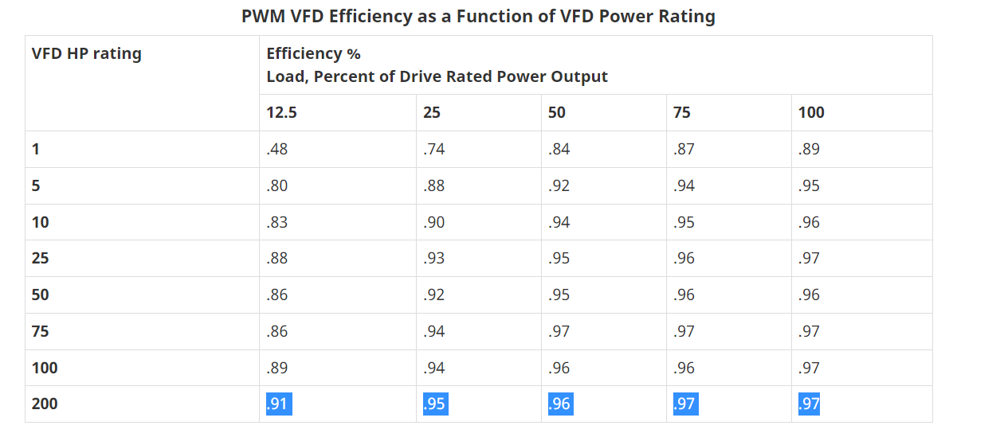 PWM VFD Efficiency as a Function of VFD Power Rating
VFD HP rating
Efficiency %
Load, Percent of Drive Rated Power Output
12.5 25 50 75 100
1 .48 .74 .84 .87 .89
5 .80 .88 .92 .94 .95
10 .83 .90 .94 .95 .96
25 .88 .93 .95 .96 .97
50 .86 .92 .95 .96 .96
75 .86 .94 .97 .97 .97
100 .89 .94 .96 .96 .97
200 .91 .95 .96 .97 .97